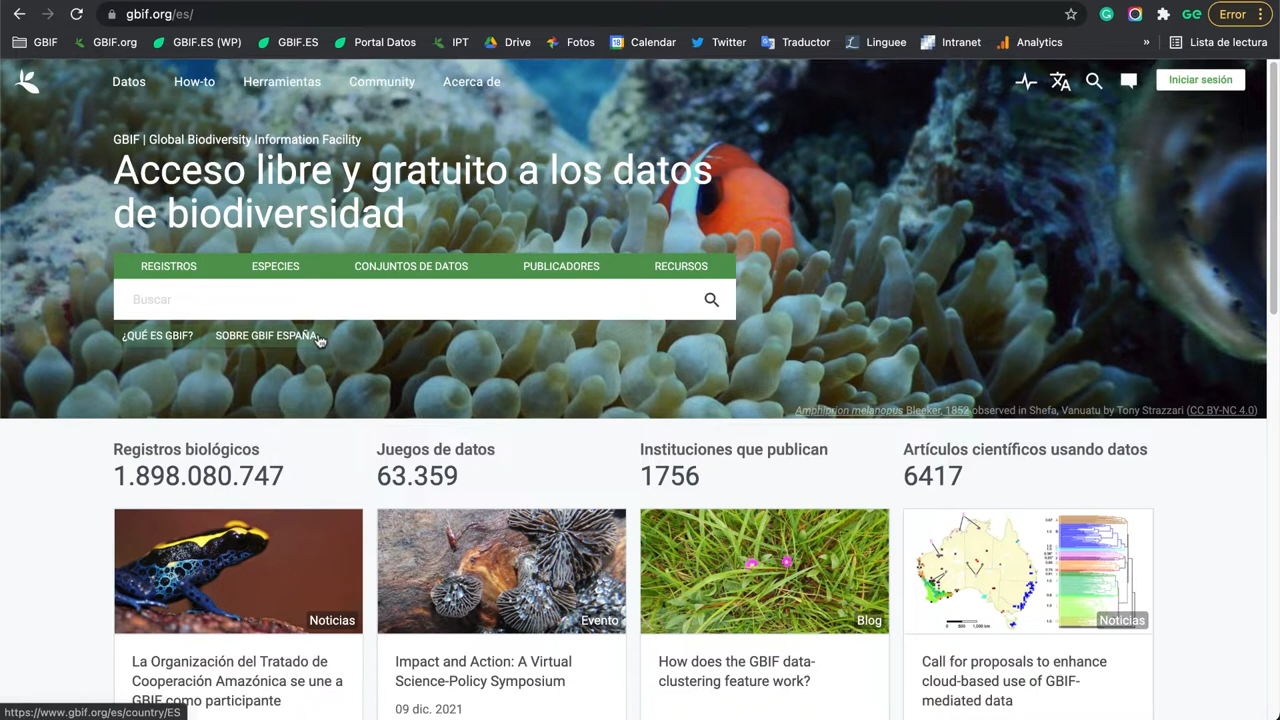 gbif.org/es/
Error
GBIF
GBIF.org
GBIF.ES (WP)
GBIF.ES
Portal Datos
IPT
Drive
Fotos
Calendar
Twitter
Traductor
Linguee
Intranet
Analytics
»
Lista de lectura
Datos
How-to
Herramientas
Community
Acerca de
Iniciar sesión
GBIF | Global Biodiversity Information Facility
Acceso libre y gratuito a los datos
de biodiversidad
REGISTROS
ESPECIES
CONJUNTOS DE DATOS
PUBLICADORES
RECURSOS
Buscar
¿QUÉ ES GBIF?
SOBRE GBIF ESPAÑA
Amphiprion melanopus Bleeker, 1852 observed in Shefa, Vanuatu by Tony Strazzari (CC BY-NC 4.0)
Registros biológicos
1.898.080.747
Juegos de datos
63.359
Instituciones que publican
1756
Artículos científicos usando datos
6417
Noticias
Evento
Blog
Noticias
La Organización del Tratado de
Cooperación Amazónica se une a
GBIF como participante
Impact and Action: A Virtual
Science-Policy Symposium
09 dic. 2021
How does the GBIF data-
clustering feature work?
Call for proposals to enhance
cloud-based use of GBIF-
mediated data
https://www.gbif.org/es/country/ES